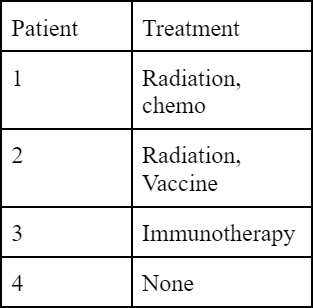 Patient Treatment
1 Radiation,
chemo
2 Radiation,
Vaccine
3 Immunotherapy
4 None